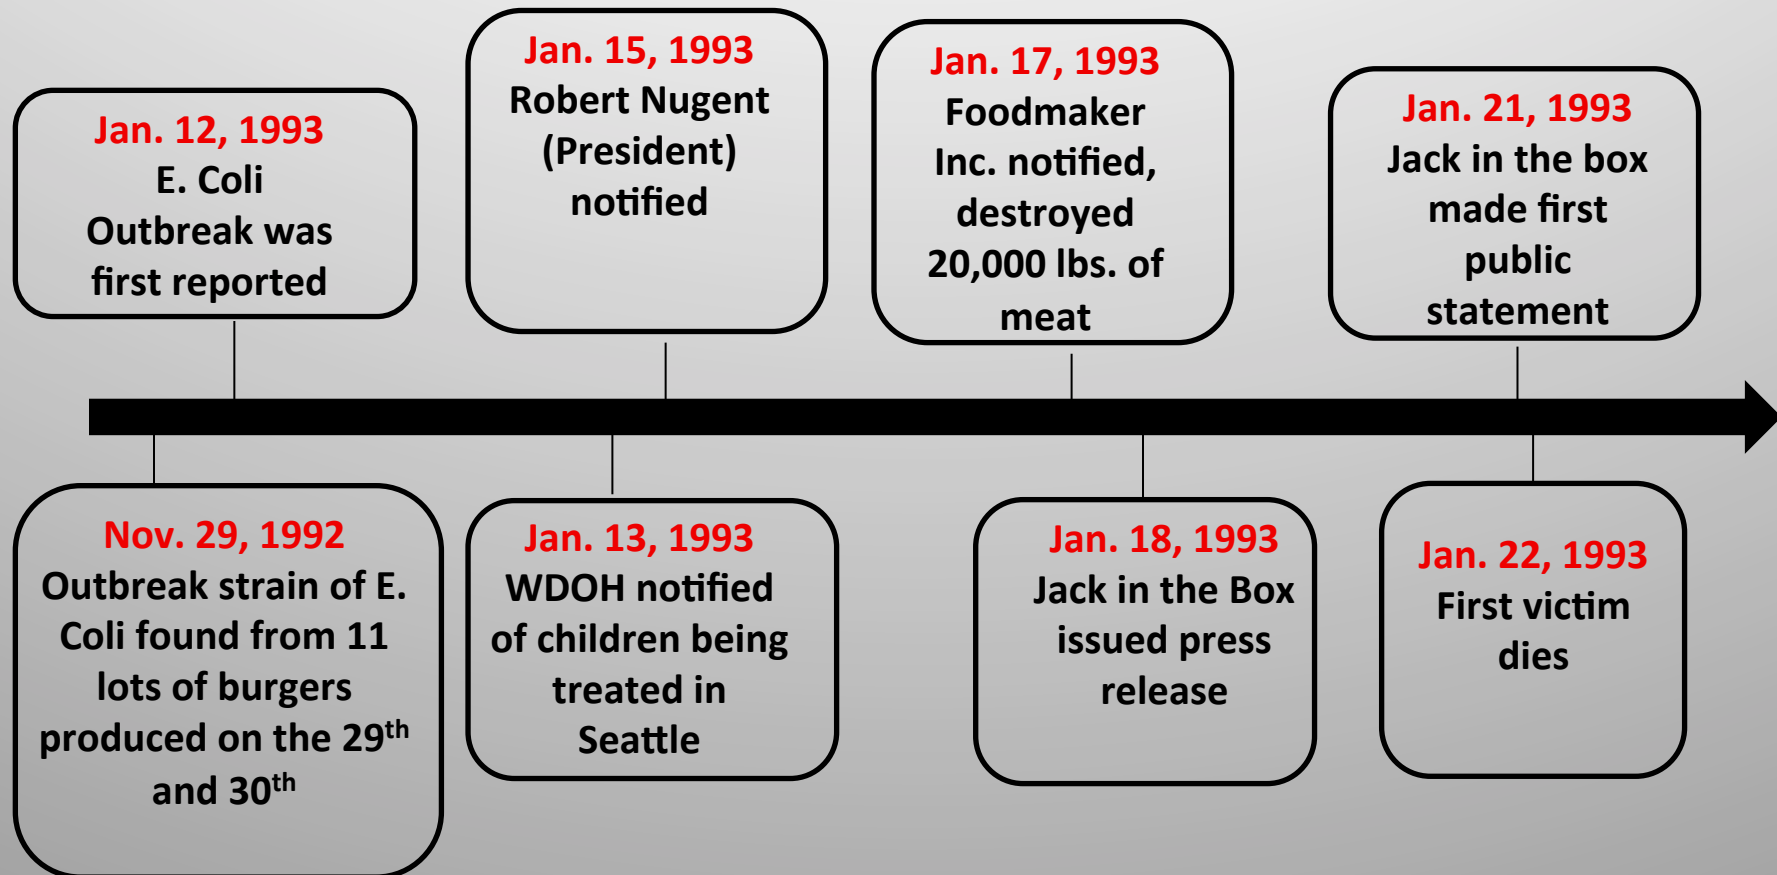 Jan. 12, 1993
E. Coli
Outbreak was
first reported
Jan. 15, 1993
Robert Nugent
(President)
notified
Jan. 17, 1993
Foodmaker
Inc. notified,
destroyed
20,000 lbs. of
meat
Jan. 21, 1993
Jack in the box
made first
public
statement
Nov. 29, 1992
Outbreak strain of E.
Coli found from 11
lots of burgers
produced on the 29th
and 30th
Jan. 13, 1993
WDOH notified
of children being
treated in
Seattle
Jan. 18, 1993
Jack in the Box
issued press
release
Jan. 22, 1993
First victim
dies